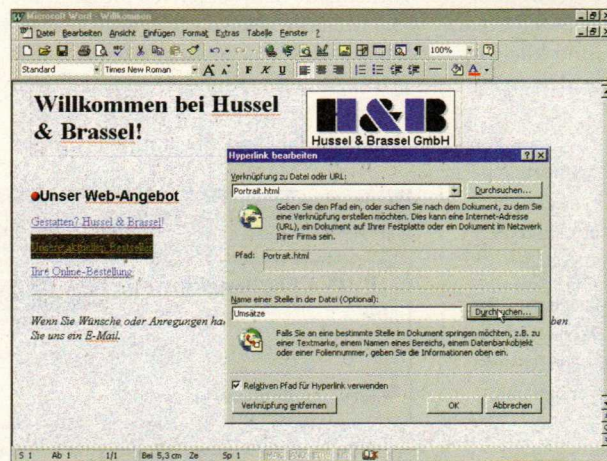 Microsoft Word - Willkommen
Datei Bearbeiten Ansicht Einfügen Format Extras Tabelle Fenster ?
100%
Standard Times New Roman F K U
Willkommen bei Hussel
& Brassel!
H&B
Hussel & Brassel GmbH
Unser Web-Angebot
Gestatten? Hussel & Brassel!
Unsere aktuellen Bestseller
Ihre Online-Bestellung
Wenn Sie Wünsche oder Anregungen ha
ben
Sie uns ein E-Mail.
Hyperlink bearbeiten
Verknüpfung zu Datei oder URL:
Portrait.html Durchsuchen...
Geben Sie den Pfad ein, oder suchen Sie nach dem Dokument, zu dem Sie
eine Verknüpfung erstellen möchten. Dies kann eine Internet-Adresse
(URL), ein Dokument auf Ihrer Festplatte oder ein Dokument im Netzwerk
Ihrer Firma sein.
Pfad: Portrait.html
Name einer Stelle in der Datei (Optional):
Umsätze Durchsuchen...
Falls Sie an eine bestimmte Stelle im Dokument springen möchten, z.B. zu
einer Textmarke, einem Namen eines Bereichs, einem Datenbankobjekt
oder einer Foliennummer, geben Sie die Informationen oben ein.
Relativen Pfad für Hyperlink verwenden
Verknüpfung entfernen OK Abbrechen
S 1 Ab 1 1/1 Bei 5,3 cm Ze Sp 1